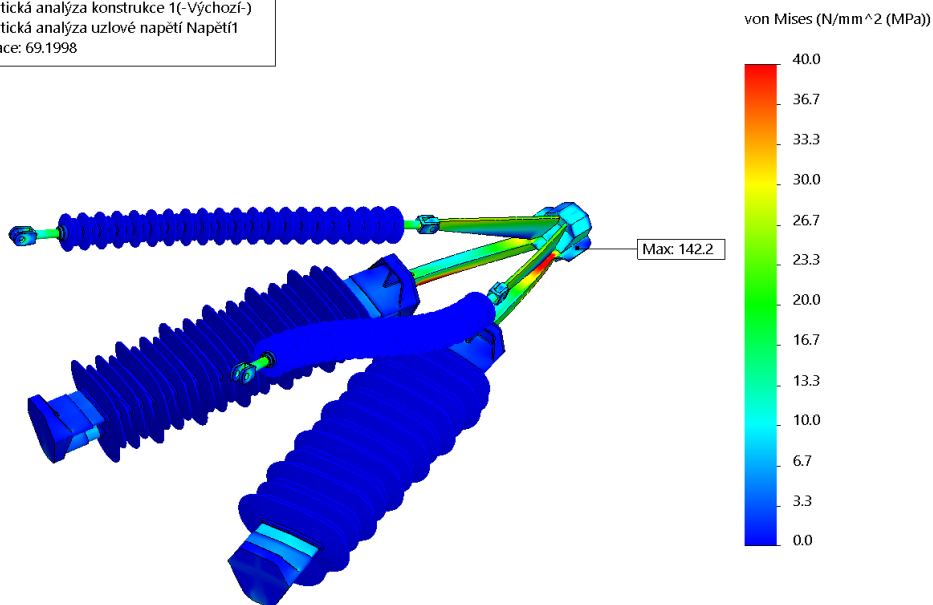 tická analýza konstrukce 1(-Výchozí-)
tická analýza uzlové napětí Napětí1
ace: 69.1998
von Mises (N/mm^2 (MPa))
40.0
36.7
33.3
30.0
26.7
23.3
20.0
16.7
13.3
10.0
6.7
3.3
0.0
Max: 142.2